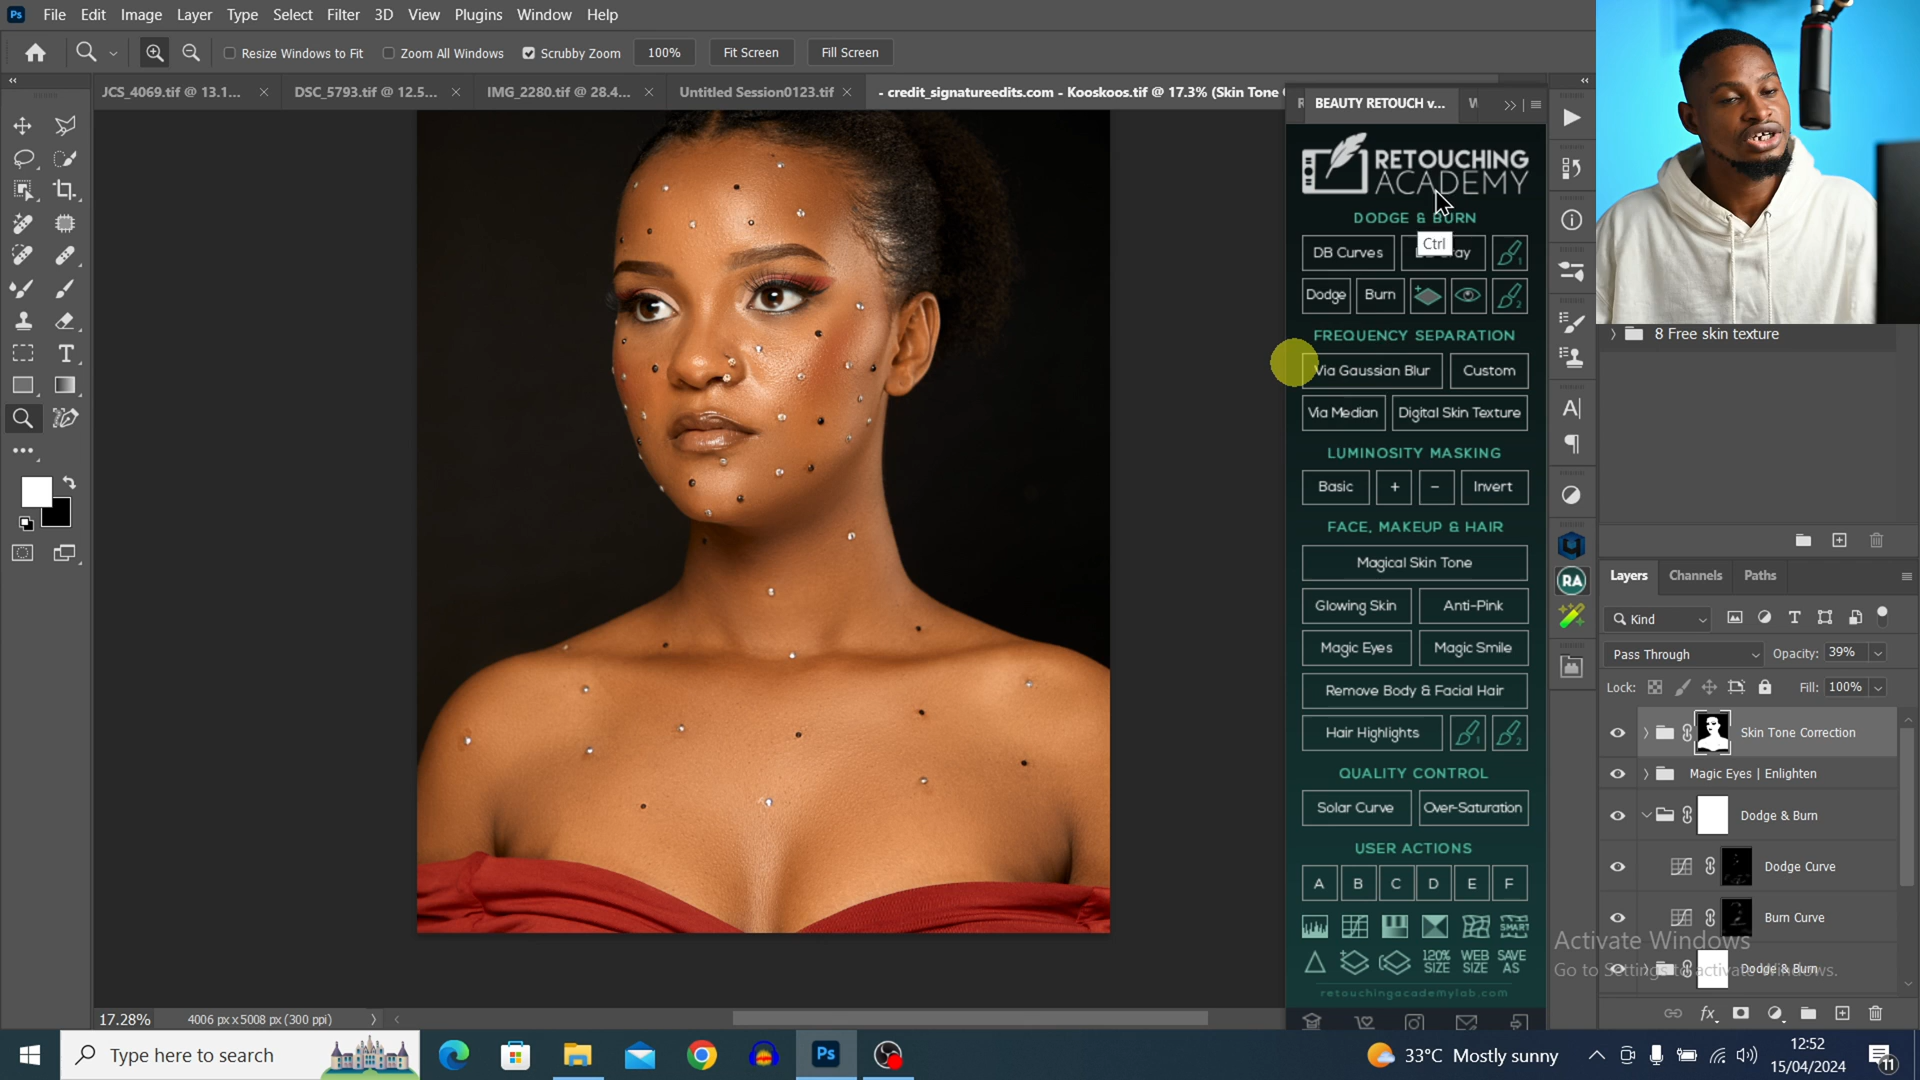 Ps File Edit Image Layer Type Select Filter 3D View Plugins Window Help
Resize Windows to Fit Zoom All Windows Scrubby Zoom 100% Fit Screen Fill Screen
JCS_4069.tif @ 13.1... DSC_5793.tif @ 12.5... IMG_2280.tif @ 28.4... Untitled Session0123.tif - credit_signatureedits.com - Kooskoos.tif @ 17.3% (Skin Tone
BEAUTY RETOUCH v...
RETOUCHING
ACADEMY
DODGE & BURN
Ctrl
DB Curves
Dodge Burn
FREQUENCY SEPARATION
Via Gaussian Blur Custom
Via Median Digital Skin Texture
LUMINOSITY MASKING
Basic + - Invert
FACE, MAKEUP & HAIR
Magical Skin Tone
Glowing Skin Anti-Pink
Magic Eyes Magic Smile
Remove Body & Facial Hair
Hair Highlights
QUALITY CONTROL
Solar Curve Over-Saturation
USER ACTIONS
A B C D E F
SMART
120% SIZE WEB SIZE SAVE AS
retouchingacademylab.com
RA
8 Free skin texture
Layers Channels Paths
Kind
Pass Through Opacity: 39%
Lock: Fill: 100%
Skin Tone Correction
Magic Eyes | Enlighten
Dodge & Burn
Dodge Curve
Burn Curve
Dodge & Burn
Activate Windows
Go to Settings to activate Windows.
17.28% 4006 px x 5008 px (300 ppi)
Type here to search
Ps
33°C Mostly sunny
12:52
15/04/2024
11